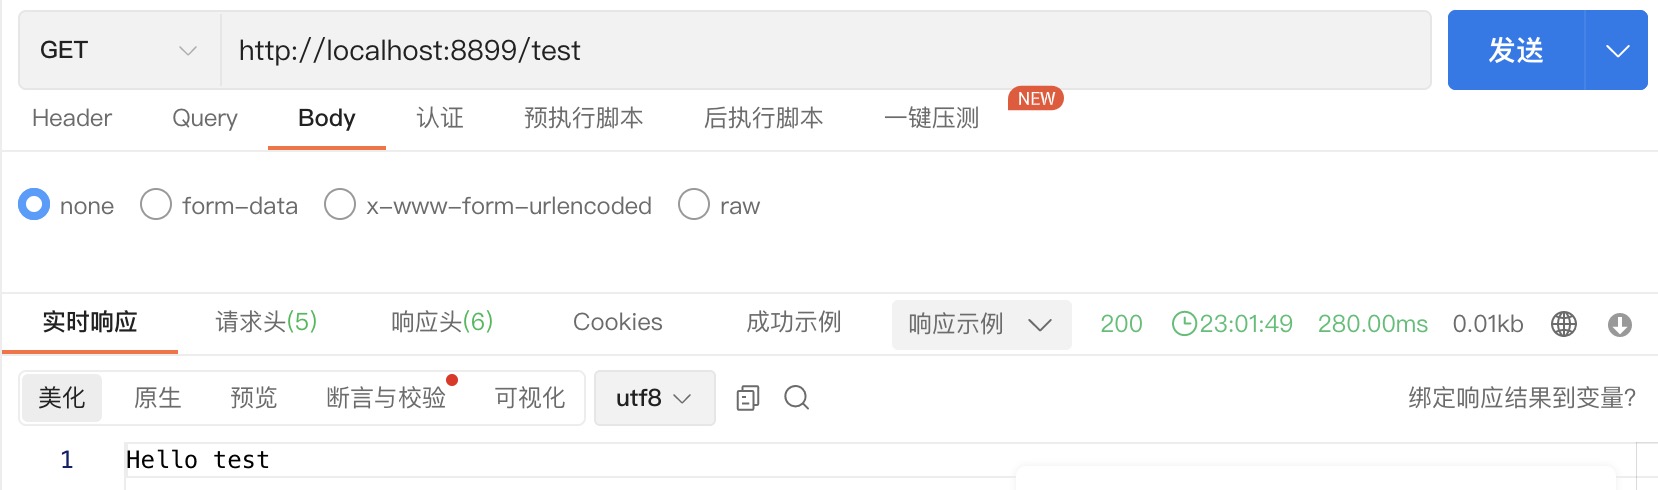 GET http://localhost:8899/test 发送
NEW
Header Query Body 认证 预执行脚本 后执行脚本 一键压测
none form-data x-www-form-urlencoded raw
实时响应 请求头(5) 响应头(6) Cookies 成功示例 响应示例 200 23:01:49 280.00ms 0.01kb
美化 原生 预览 断言与校验 可视化 utf8 绑定响应结果到变量?
1 Hello test